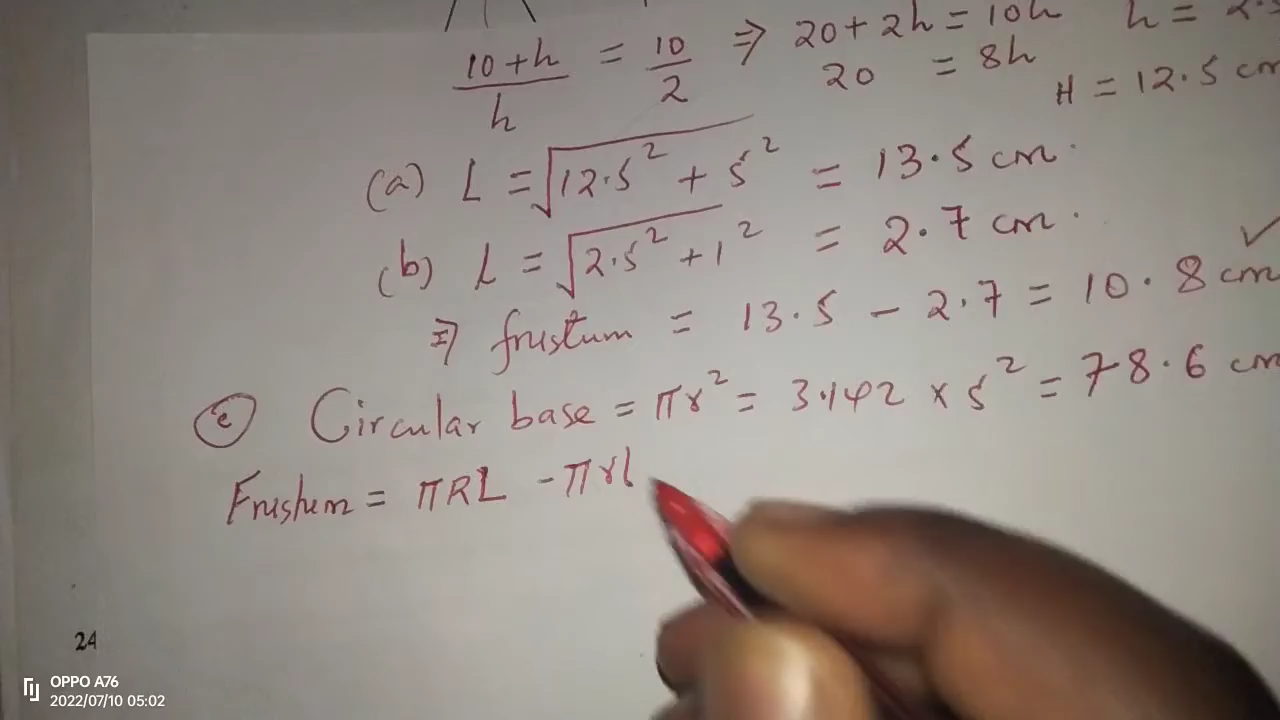 10+h/h = 10/2 ⇒ 20+2h = 10h h = 2.5
20 = 8h
H = 12.5 cm
(a) L = √12.5² + 5² = 13.5 cm.
(b) L = √2.5² + 1² = 2.7 cm.
⇒ frustum = 13.5 - 2.7 = 10.8 cm ✓
(c) Circular base = πr² = 3.142 × 5² = 78.6 cm
Frustum = πRL - πrl
24
OPPO A76
2022/07/10 05:02